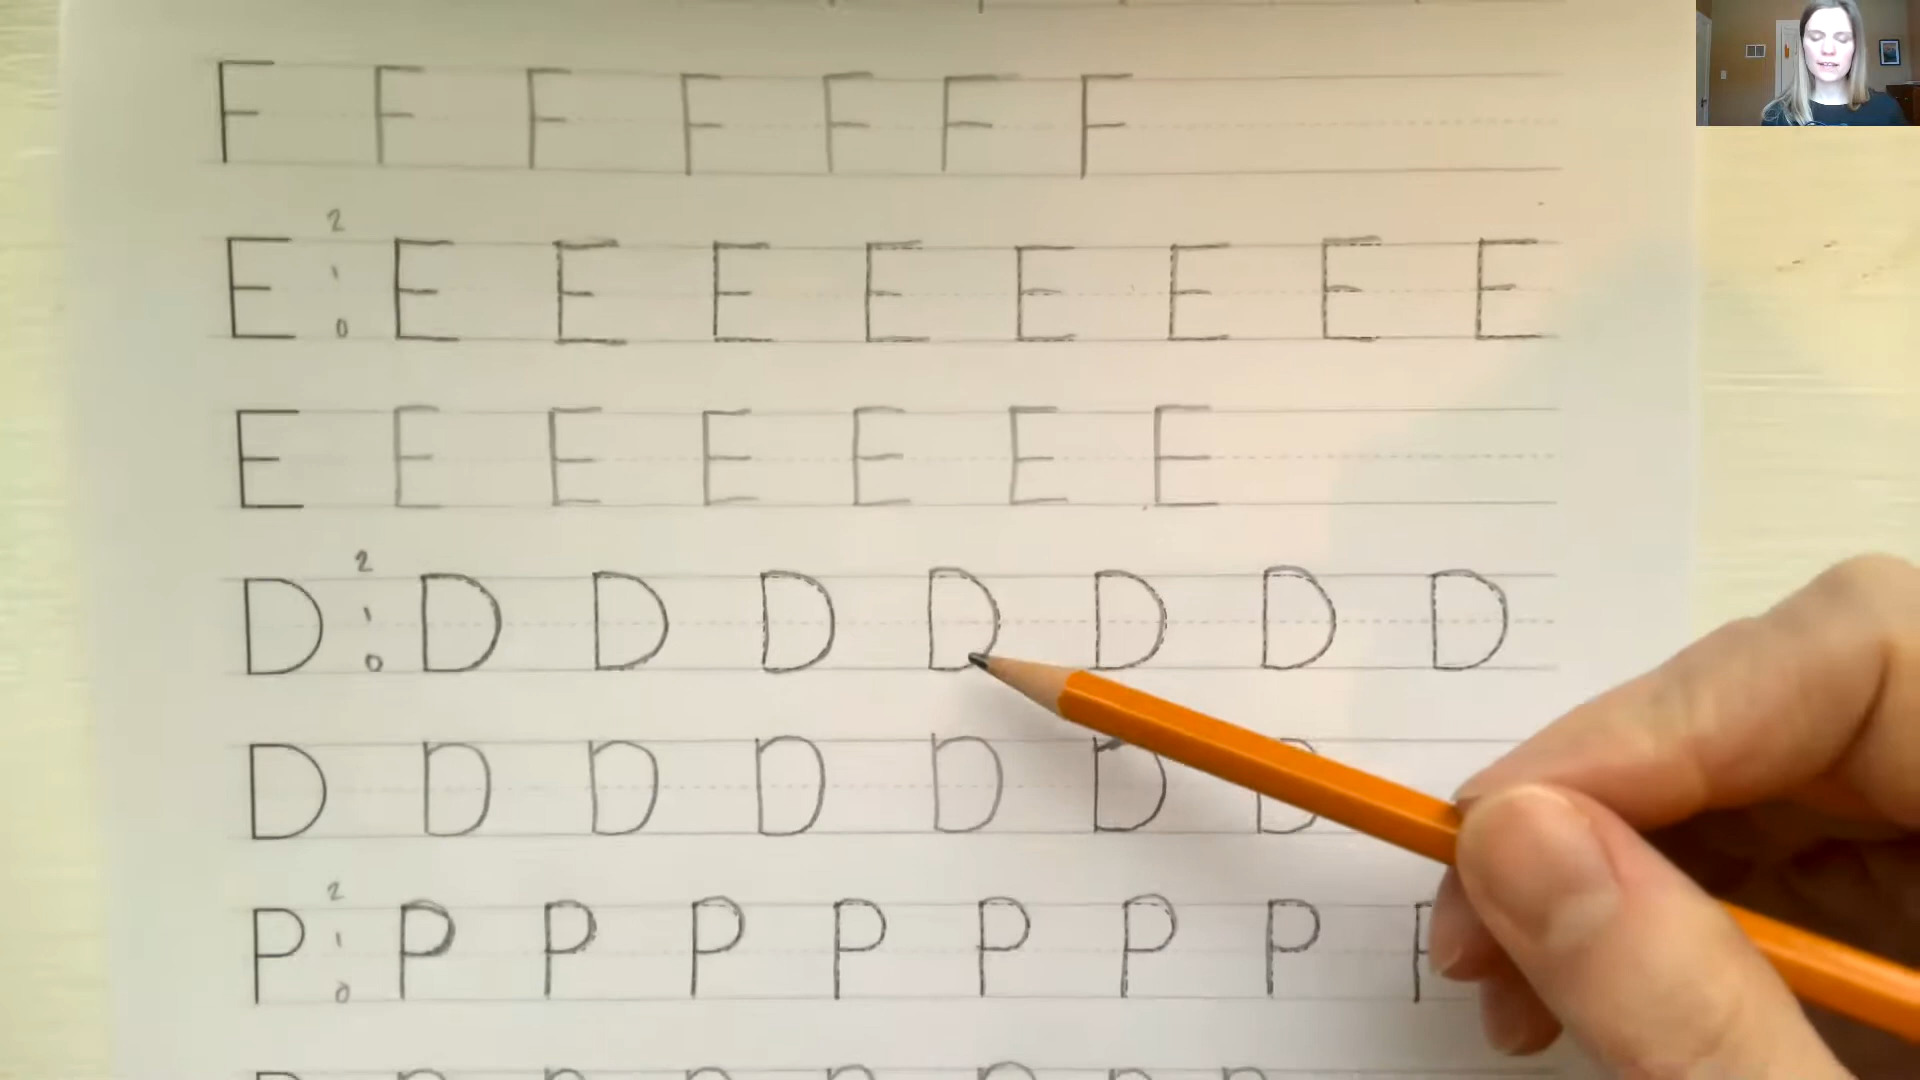 F F F F F F F
2
E 1 E E E E E E E E
0
E E E E E E E
2
D 1 D D D D D D D
0
D D D D D D D
2
P 1 P P P P P P P P
0